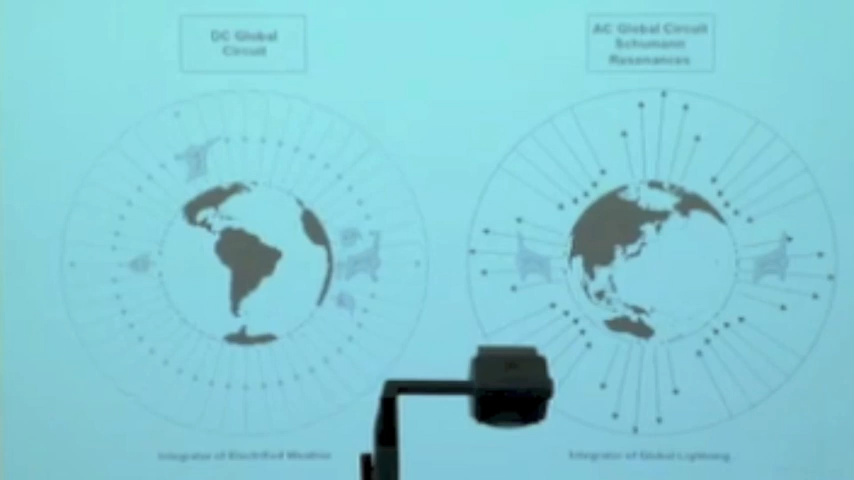 DC Global
Circuit
AC Global Circuit
Schumann
Resonances
Integrator of Electrified Weather
Integrator of Global Lightning